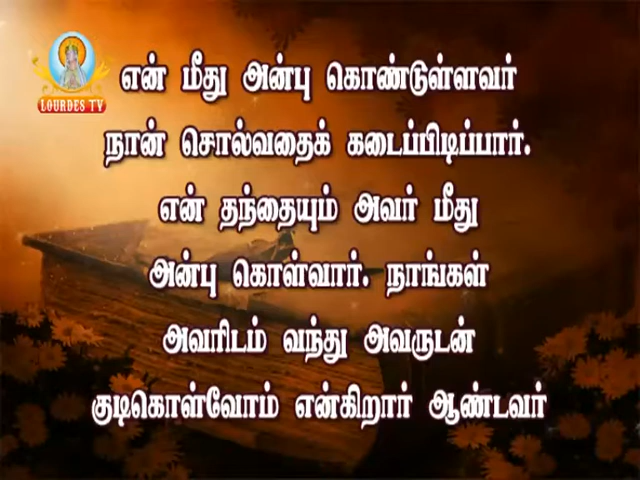 என் மீது அன்பு கொண்டுள்ளவர்
LOURDES TV
நான் சொல்வதைக் கடைப்பிடிப்பார்.
என் தந்தையும் அவர் மீது
அன்பு கொள்வார். நாங்கள்
அவரிடம் வந்து அவருடன்
குடிகொள்வோம் என்கிறார் ஆண்டவர்